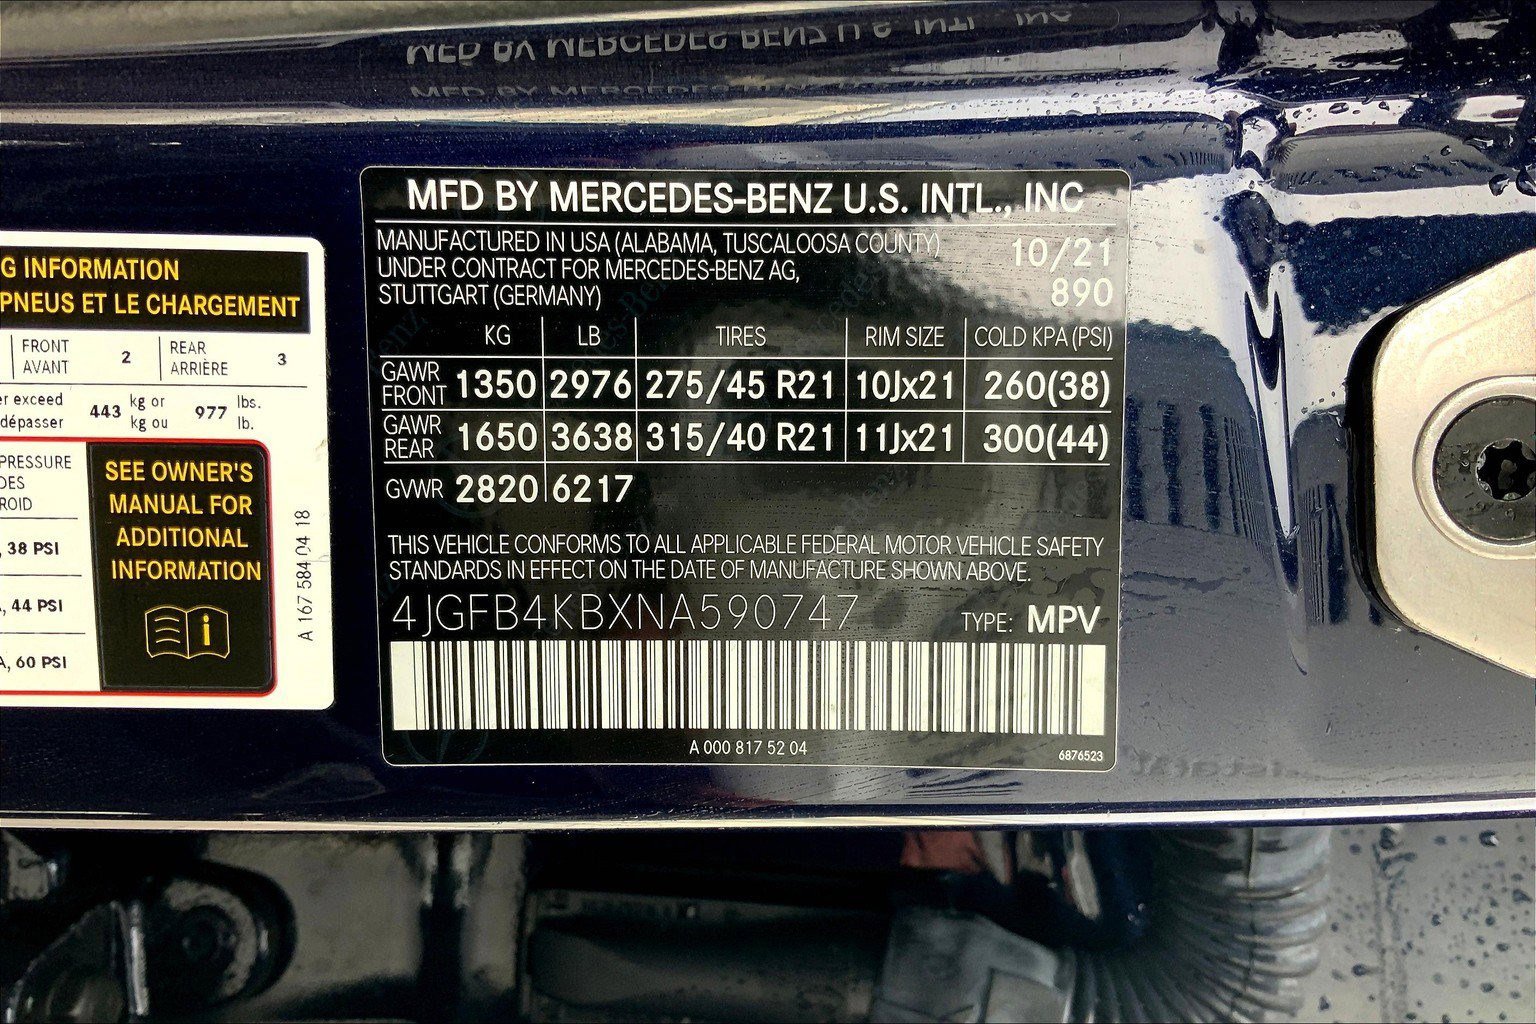 MFD BY MERCEDES-BENZ U.S. INTL., INC
MANUFACTURED IN USA (ALABAMA, TUSCALOOSA COUNTY) 10/21
UNDER CONTRACT FOR MERCEDES-BENZ AG,
STUTTGART (GERMANY) 890
KG LB TIRES RIM SIZE COLD KPA (PSI)
GAWR FRONT 1350 2976 275/45 R21 10Jx21 260(38)
GAWR REAR 1650 3638 315/40 R21 11Jx21 300(44)
GVWR 2820 6217
THIS VEHICLE CONFORMS TO ALL APPLICABLE FEDERAL MOTOR VEHICLE SAFETY
STANDARDS IN EFFECT ON THE DATE OF MANUFACTURE SHOWN ABOVE.
4JGFB4KBXNA590747 TYPE: MPV
A 000 817 52 04
6876523
G INFORMATION
PNEUS ET LE CHARGEMENT
FRONT AVANT 2 REAR ARRIÈRE 3
er exceed 443 kg or 977 lbs.
dépasser kg ou lb.
PRESSURE
DES
ROID
, 38 PSI
, 44 PSI
A, 60 PSI
SEE OWNER'S
MANUAL FOR
ADDITIONAL
INFORMATION
A 167 584 04 18